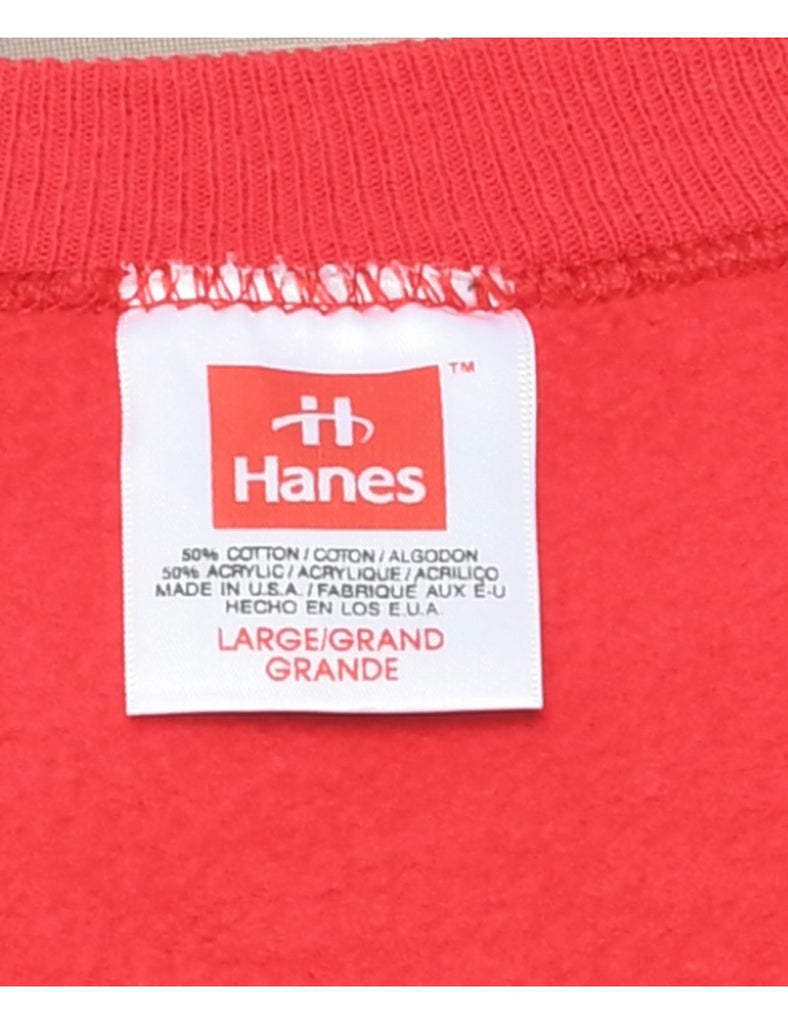 TM
Hanes
50% COTTON / COTON / ALGODON
50% ACRYLIC / ACRYLIQUE / ACRILICO
MADE IN U.S.A. / FABRIQUE AUX E-U
HECHO EN LOS E.U.A.
LARGE/GRAND
GRANDE